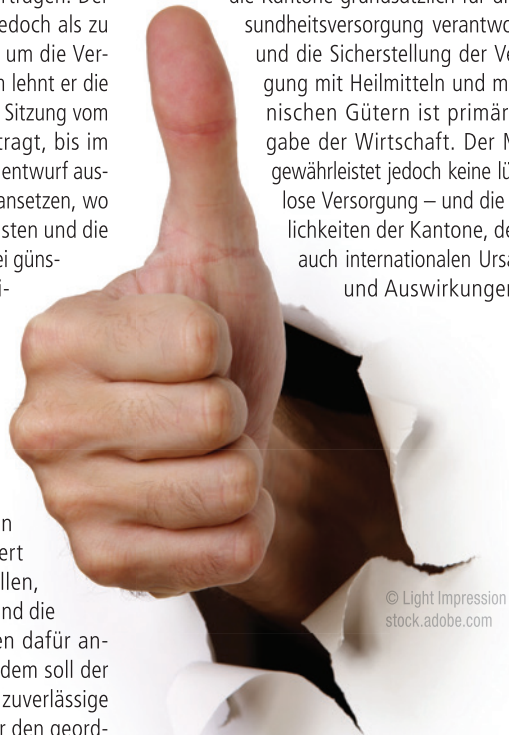 jedoch als zu
um die Ver-
lehnt er die
Sitzung vom
tragt, bis im
entwurf aus-
ansetzen, wo
sten und die
ei güns-
i-
n
ert
llen,
nd die
en dafür an-
dem soll der
zuverlässige
r den geord-
die Kantone grundsätzlich für di
sundheitsversorgung verantwo
und die Sicherstellung der Ve
gung mit Heilmitteln und m
nischen Gütern ist primär
gabe der Wirtschaft. Der M
gewährleistet jedoch keine lü
lose Versorgung – und die
lichkeiten der Kantone, de
auch internationalen Ursa
und Auswirkungen
© Light Impression
stock.adobe.com